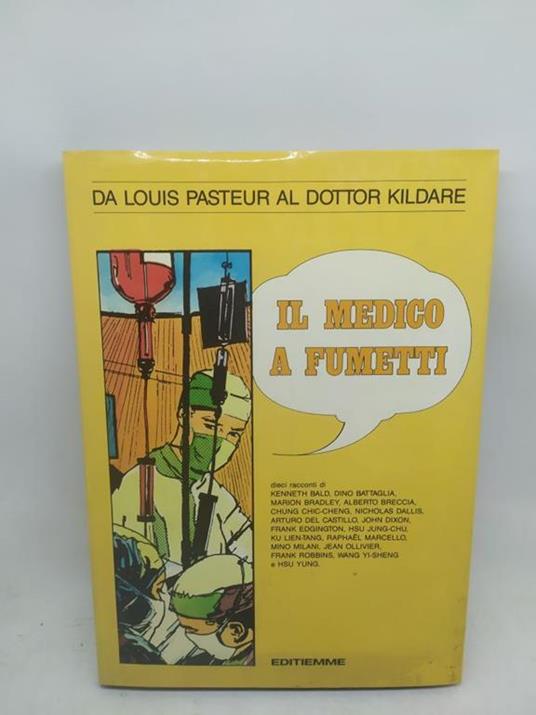 DA LOUIS PASTEUR AL DOTTOR KILDARE
IL MEDICO
A FUMETTI
dieci racconti di
KENNETH BALD, DINO BATTAGLIA,
MARION BRADLEY, ALBERTO BRECCIA,
CHUNG CHIC-CHENG, NICHOLAS DALLIS,
ARTURO DEL CASTILLO, JOHN DIXON,
FRANK EDGINGTON, HSU JUNG-CHU,
KU LIEN-TANG, RAPHAËL MARCELLO,
MINO MILANI, JEAN OLLIVIER,
FRANK ROBBINS, WANG YI-SHENG
e HSU YUNG.
EDITIEMME